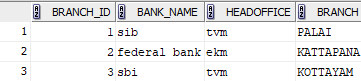 BRANCH_ID BANK_NAME HEADOFFICE BRANCH
1 1 sib tvm PALAI
2 2 federal bank ekm KATTAPANA
3 3 sbi tvm KOTTAYAM